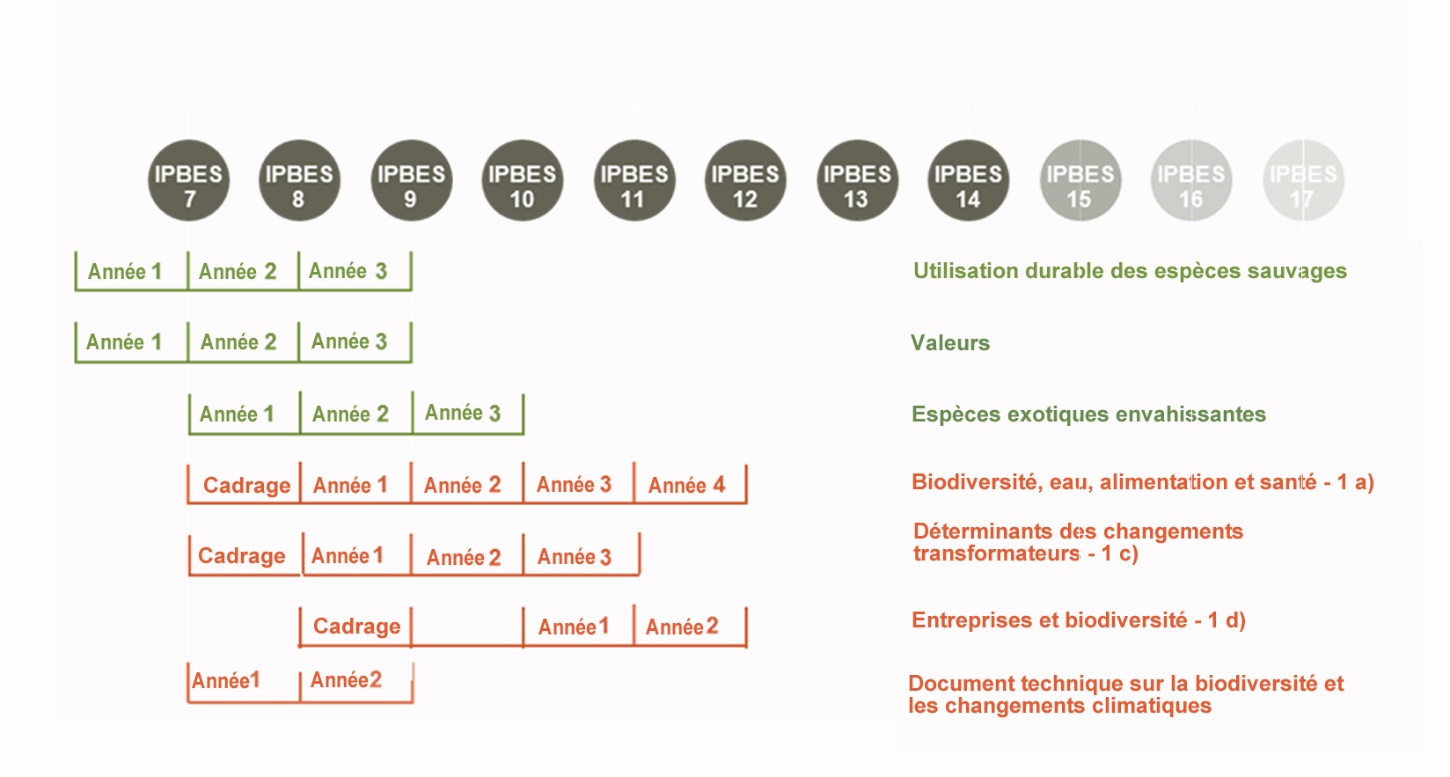 IPBES 7 IPBES 8 IPBES 9 IPBES 10 IPBES 11 IPBES 12 IPBES 13 IPBES 14 IPBES 15 IPBES 16 IPBES 17
Année 1 Année 2 Année 3 Utilisation durable des espèces sauvages
Année 1 Année 2 Année 3 Valeurs
Année 1 Année 2 Année 3 Espèces exotiques envahissantes
Cadrage Année 1 Année 2 Année 3 Année 4 Biodiversité, eau, alimentation et santé - 1 a)
Cadrage Année 1 Année 2 Année 3 Déterminants des changements
transformateurs - 1 c)
Cadrage Année 1 Année 2 Entreprises et biodiversité - 1 d)
Année1 Année2 Document technique sur la biodiversité et
les changements climatiques